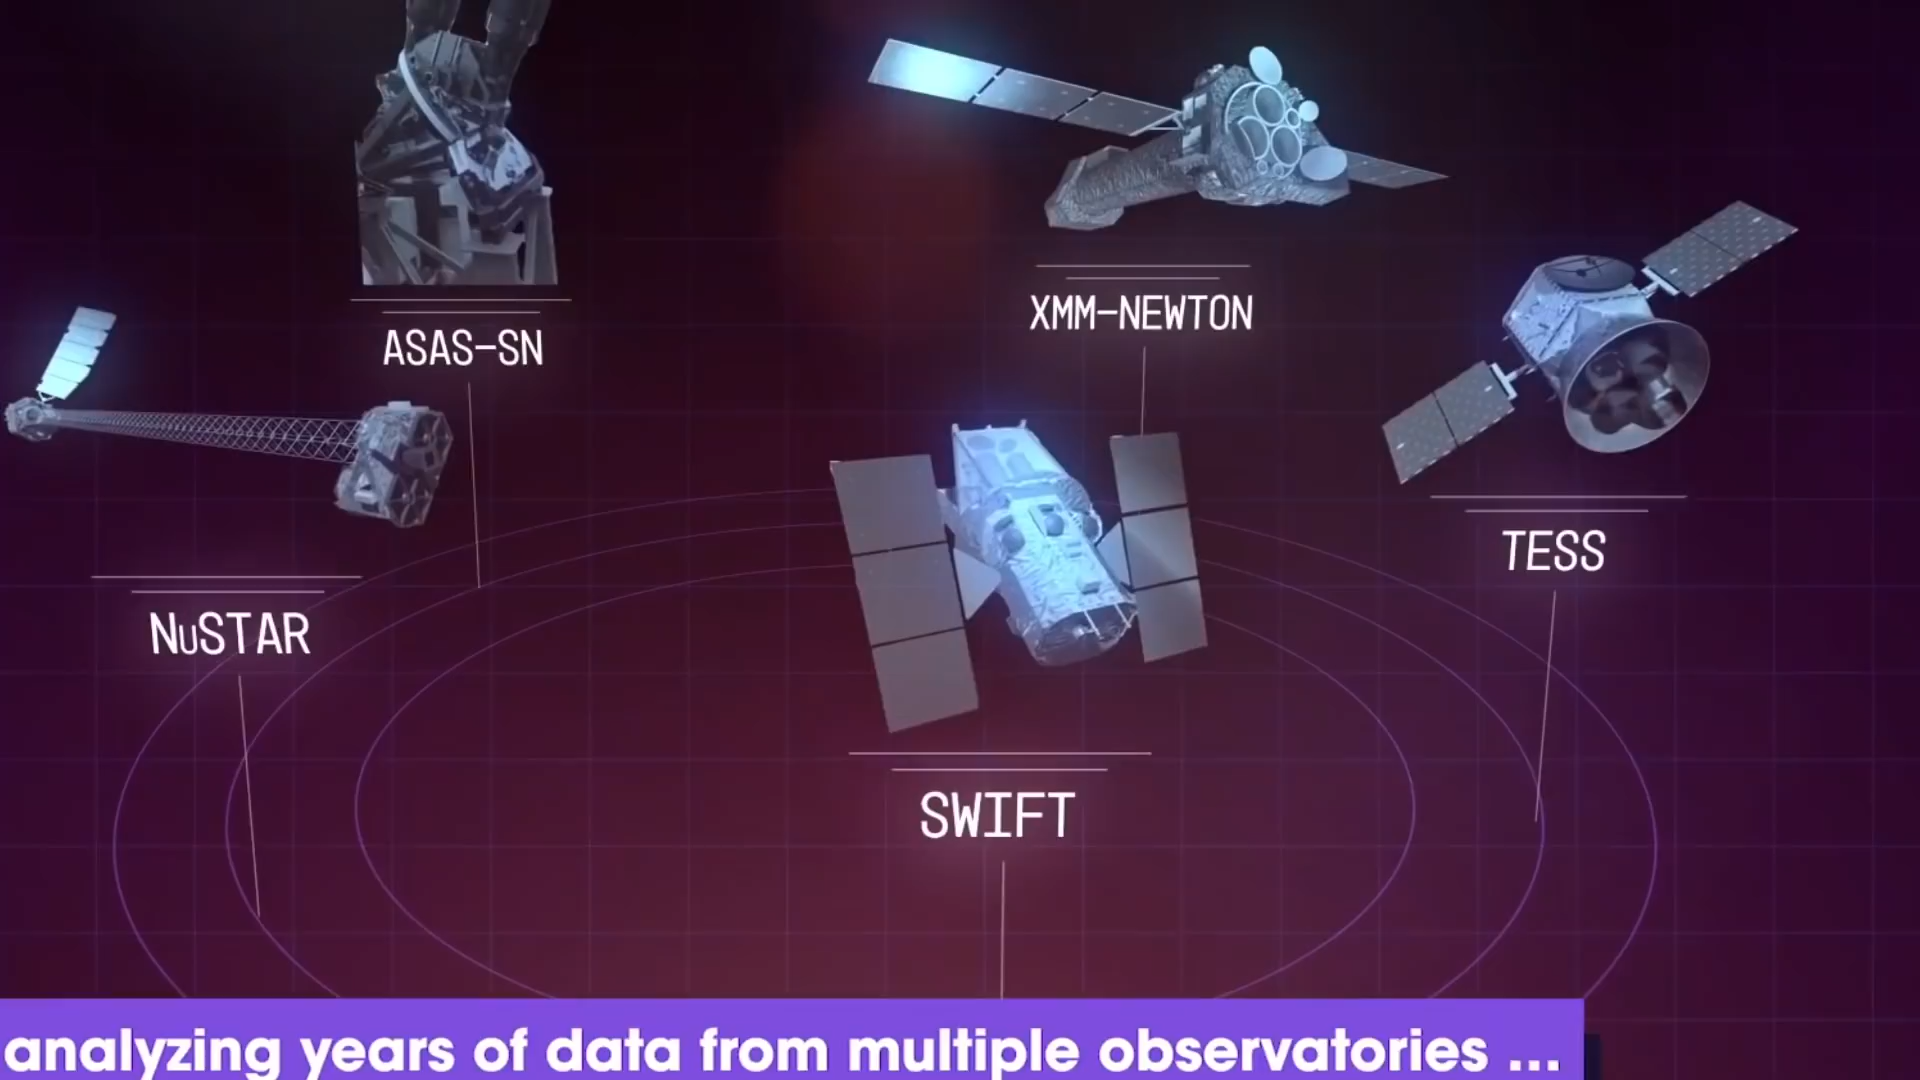 XMM-NEWTON
ASAS-SN
TESS
NuSTAR
SWIFT
analyzing years of data from multiple observatories ...